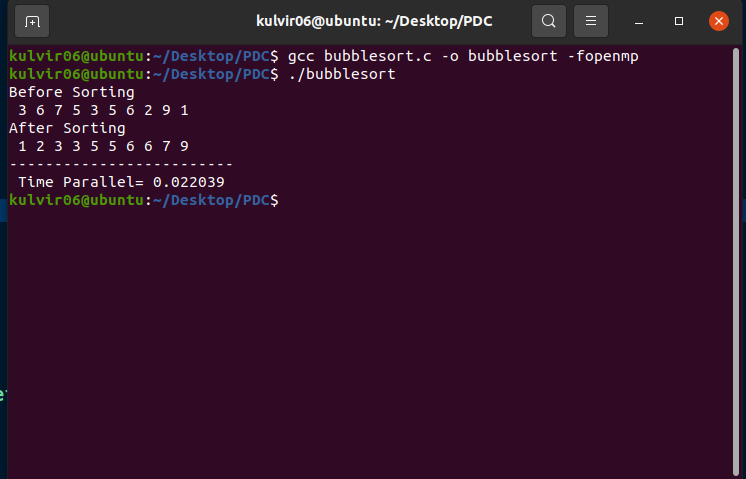 kulvir06@ubuntu: ~/Desktop/PDC
kulvir06@ubuntu:~/Desktop/PDC$ gcc bubblesort.c -o bubblesort -fopenmp
kulvir06@ubuntu:~/Desktop/PDC$ ./bubblesort
Before Sorting
 3 6 7 5 3 5 6 2 9 1
After Sorting
 1 2 3 3 5 5 6 6 7 9
-------------------------
 Time Parallel= 0.022039
kulvir06@ubuntu:~/Desktop/PDC$